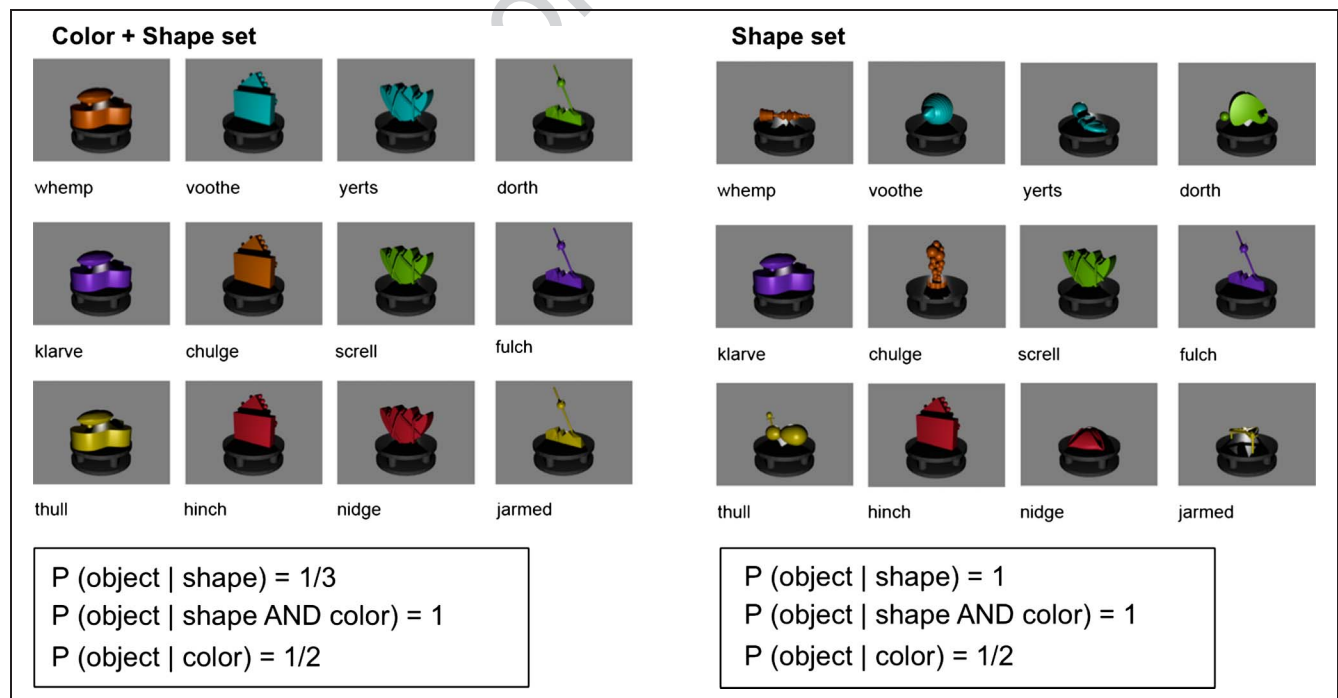 Color + Shape set
whemp voothe yerts dorth
klarve chulge screll fulch
thull hinch nidge jarmed
P (object | shape) = 1/3
P (object | shape AND color) = 1
P (object | color) = 1/2
Shape set
whemp voothe yerts dorth
klarve chulge screll fulch
thull hinch nidge jarmed
P (object | shape) = 1
P (object | shape AND color) = 1
P (object | color) = 1/2